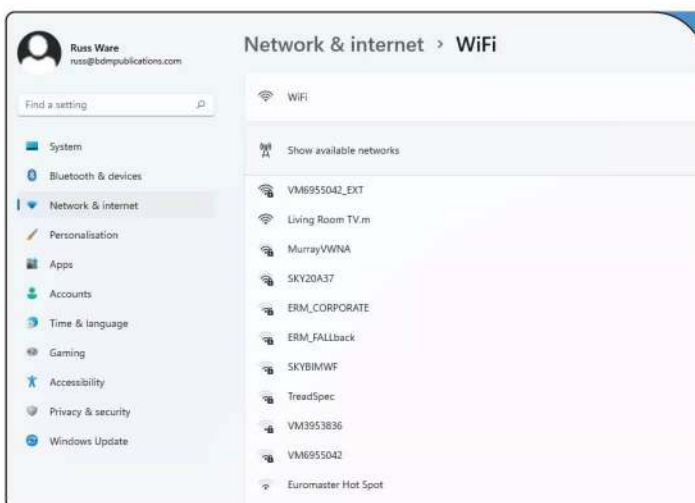 Russ Ware
russ@bdmpublications.com
Find a setting
System
Bluetooth & devices
Network & internet
Personalisation
Apps
Accounts
Time & language
Gaming
Accessibility
Privacy & security
Windows Update
Network & internet > WiFi
WiFi
Show available networks
VM6955042_EXT
Living Room TV.m
MurrayVWNA
SKY20A37
ERM_CORPORATE
ERM_FALLback
SKYBIMWF
TreadSpec
VM3953836
VM6955042
Euromaster Hot Spot